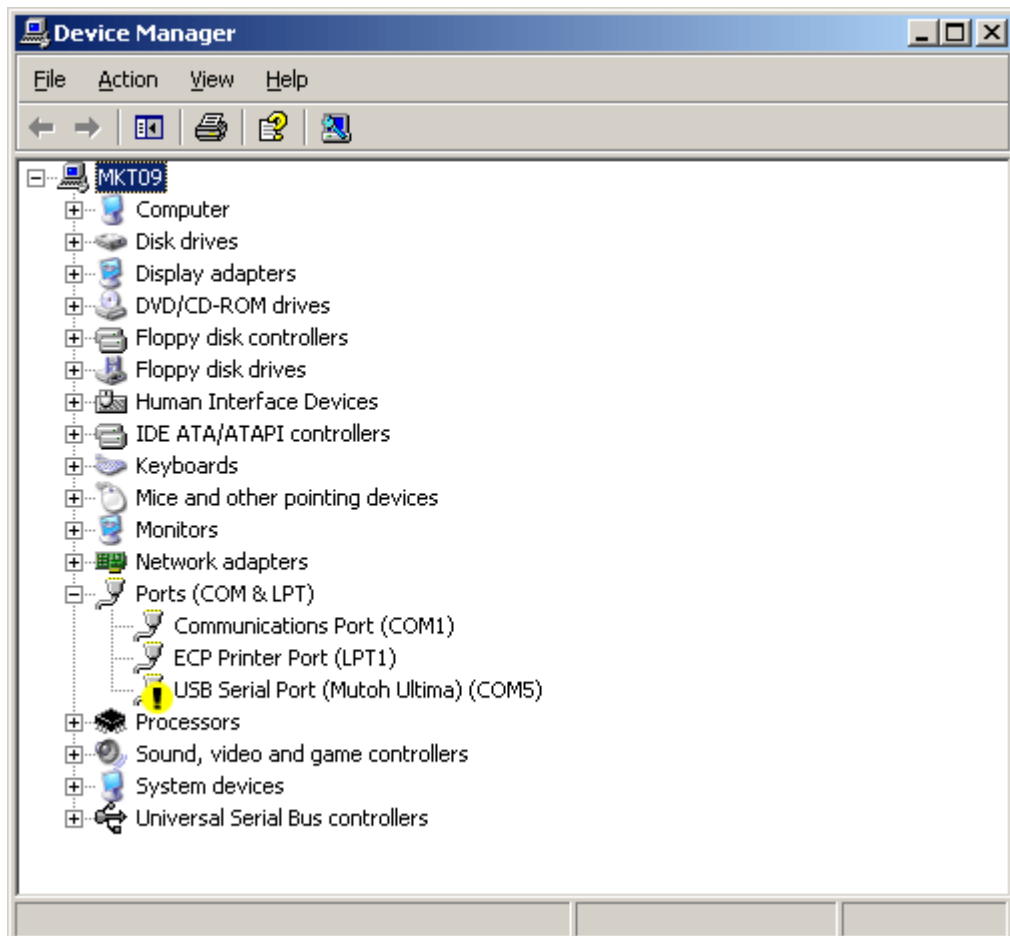 Device Manager
File Action View Help
MKT09
Computer
Disk drives
Display adapters
DVD/CD-ROM drives
Floppy disk controllers
Floppy disk drives
Human Interface Devices
IDE ATA/ATAPI controllers
Keyboards
Mice and other pointing devices
Monitors
Network adapters
Ports (COM & LPT)
Communications Port (COM1)
ECP Printer Port (LPT1)
USB Serial Port (Mutoh Ultima) (COM5)
Processors
Sound, video and game controllers
System devices
Universal Serial Bus controllers